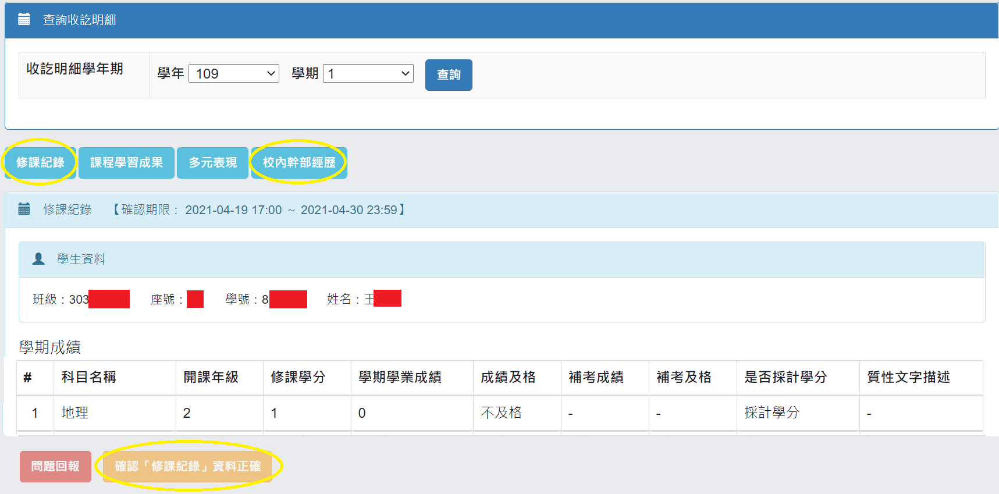 查詢收訖明細
收訖明細學年期 學年 109 學期 1 查詢
修課紀錄 課程學習成果 多元表現 校內幹部經歷
修課紀錄 【確認期限： 2021-04-19 17:00 ~ 2021-04-30 23:59】
學生資料
班級：303 座號： 學號：8 姓名：王
學期成績
# 科目名稱 開課年級 修課學分 學期學業成績 成績及格 補考成績 補考及格 是否採計學分 質性文字描述
1 地理 2 1 0 不及格 - - 採計學分 -
問題回報 確認「修課紀錄」資料正確